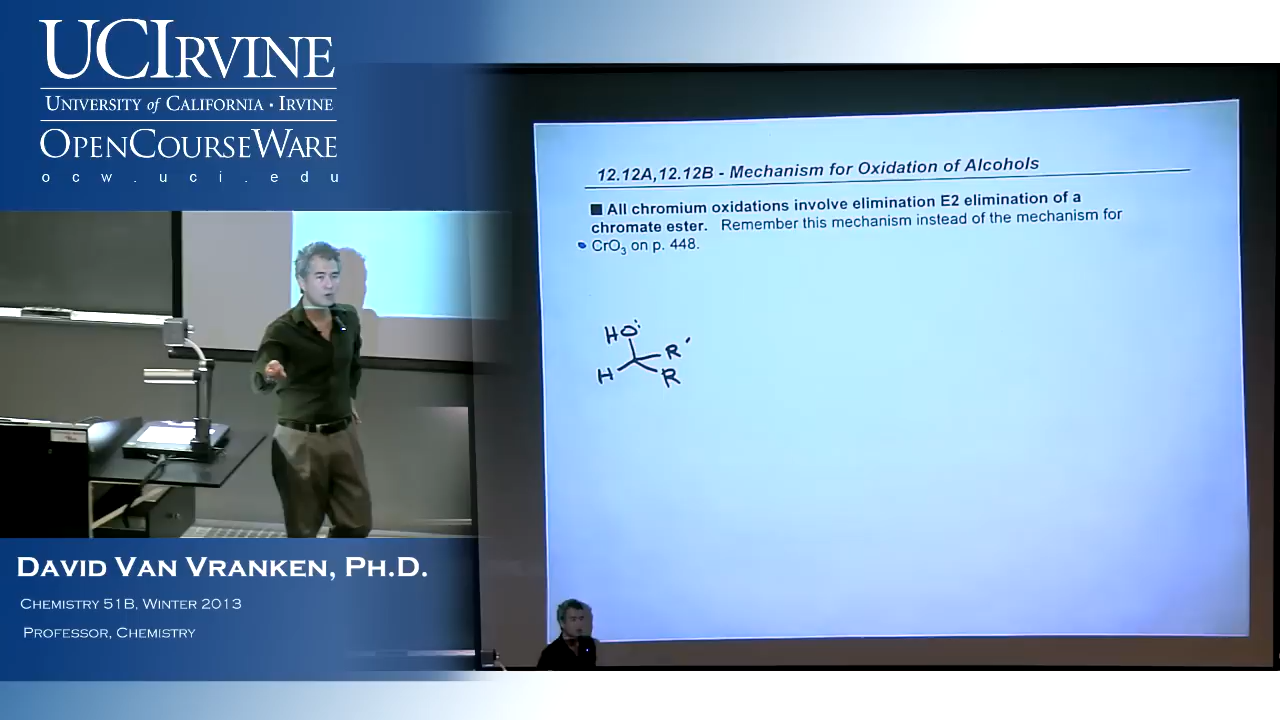 UCIRVINE
UNIVERSITY of CALIFORNIA · IRVINE
OPENCOURSEWARE
ocw.uci.edu
12.12A,12.12B - Mechanism for Oxidation of Alcohols
■ All chromium oxidations involve elimination E2 elimination of a
chromate ester. Remember this mechanism instead of the mechanism for
CrO₃ on p. 448.
HO:
R'
H
R
DAVID VAN VRANKEN, PH.D.
CHEMISTRY 51B, WINTER 2013
PROFESSOR, CHEMISTRY